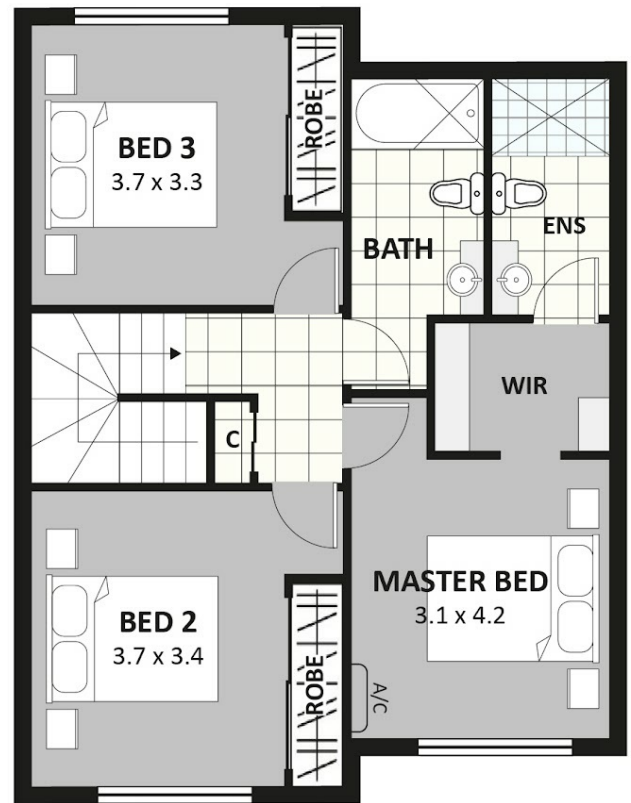 BED 3
3.7 x 3.3
ROBE
BATH
ENS
WIR
C
MASTER BED
3.1 x 4.2
BED 2
3.7 x 3.4
ROBE
A/C